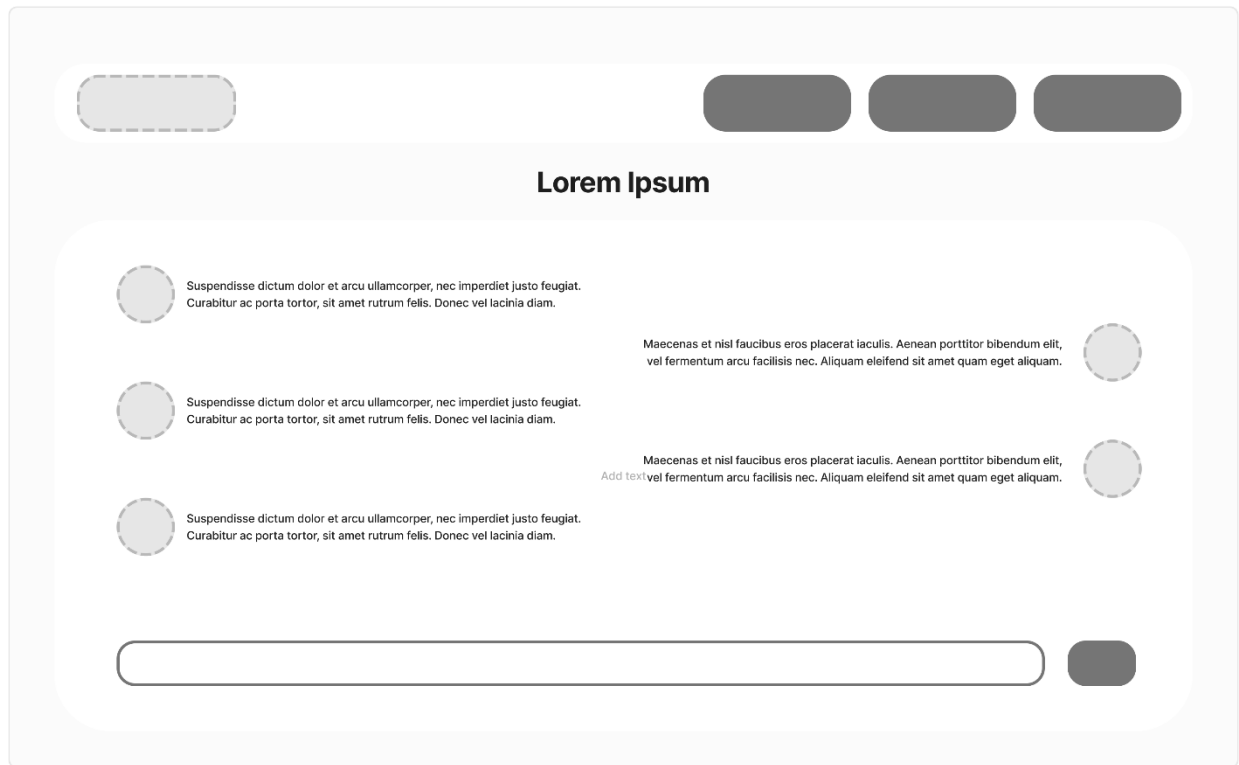 Lorem Ipsum
Suspendisse dictum dolor et arcu ullamcorper, nec imperdiet justo feugiat.
Curabitur ac porta tortor, sit amet rutrum felis. Donec vel lacinia diam.
Maecenas et nisl faucibus eros placerat iaculis. Aenean porttitor bibendum elit,
vel fermentum arcu facilisis nec. Aliquam eleifend sit amet quam eget aliquam.
Suspendisse dictum dolor et arcu ullamcorper, nec imperdiet justo feugiat.
Curabitur ac porta tortor, sit amet rutrum felis. Donec vel lacinia diam.
Maecenas et nisl faucibus eros placerat iaculis. Aenean porttitor bibendum elit,
Add text
vel fermentum arcu facilisis nec. Aliquam eleifend sit amet quam eget aliquam.
Suspendisse dictum dolor et arcu ullamcorper, nec imperdiet justo feugiat.
Curabitur ac porta tortor, sit amet rutrum felis. Donec vel lacinia diam.